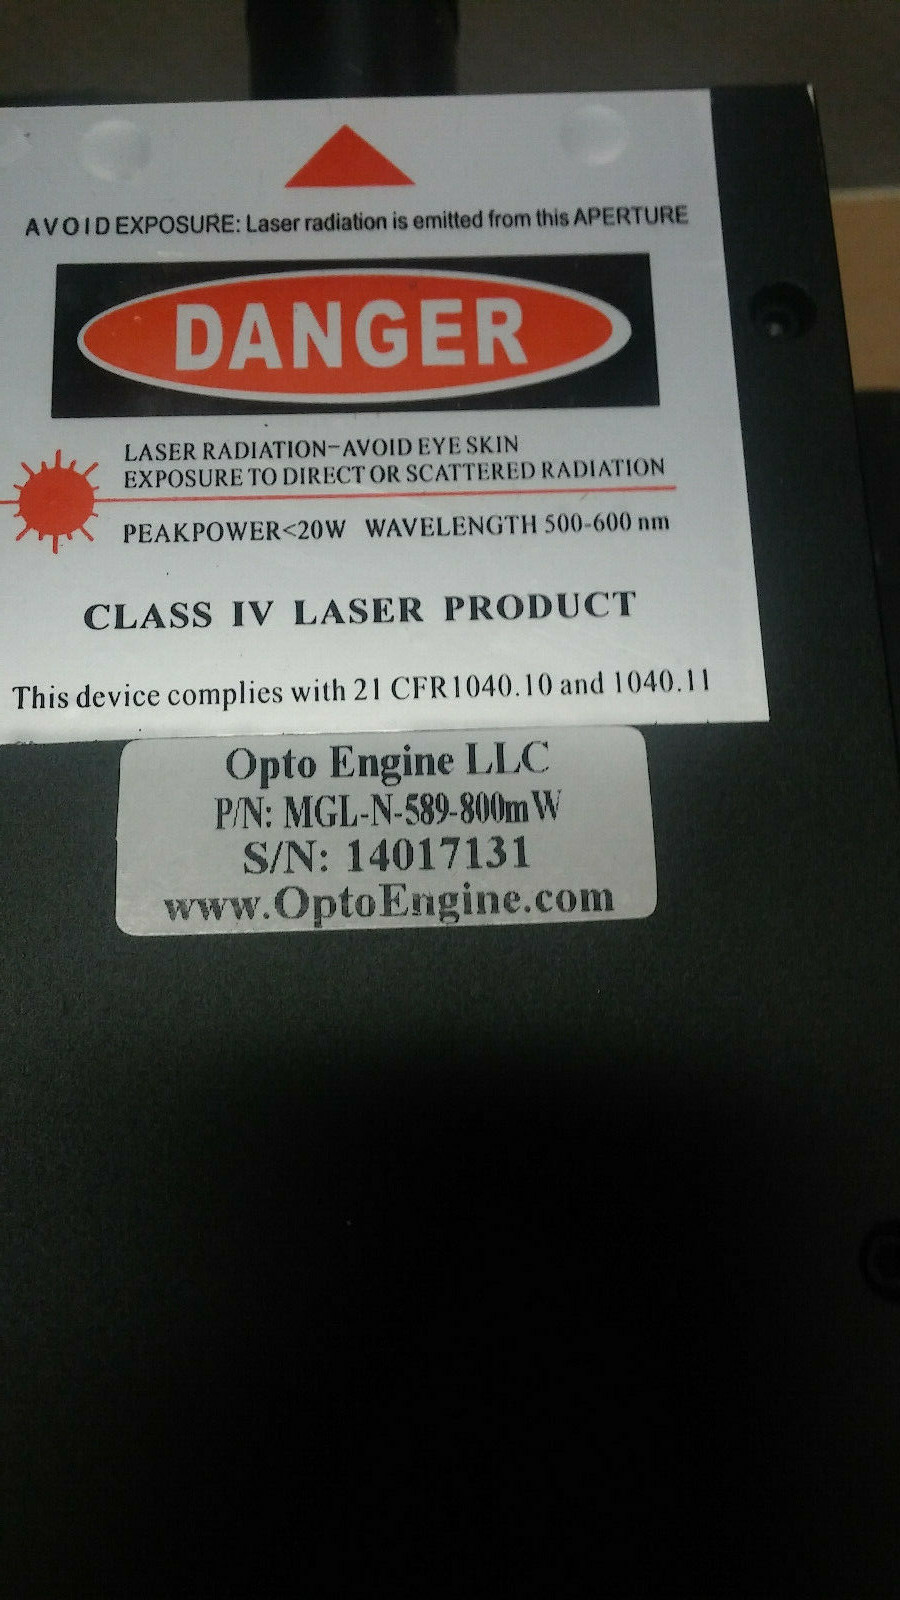 AVOID EXPOSURE: Laser radiation is emitted from this APERTURE
DANGER
LASER RADIATION-AVOID EYE SKIN
EXPOSURE TO DIRECT OR SCATTERED RADIATION
PEAKPOWER<20W WAVELENGTH 500-600 nm
CLASS IV LASER PRODUCT
This device complies with 21 CFR1040.10 and 1040.11
Opto Engine LLC
P/N: MGL-N-589-800mW
S/N: 14017131
www.OptoEngine.com